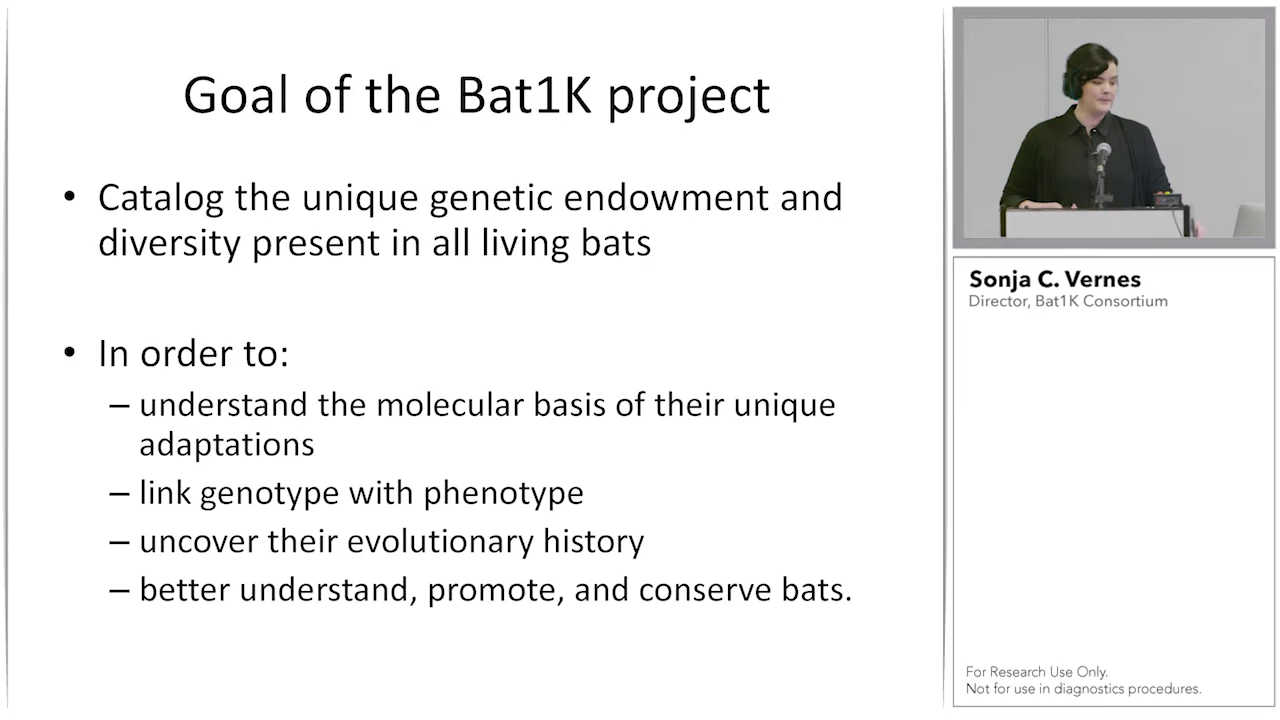 Goal of the Bat1K project
• Catalog the unique genetic endowment and
diversity present in all living bats
• In order to:
– understand the molecular basis of their unique
adaptations
– link genotype with phenotype
– uncover their evolutionary history
– better understand, promote, and conserve bats.
Sonja C. Vernes
Director, Bat1K Consortium
For Research Use Only.
Not for use in diagnostics procedures.